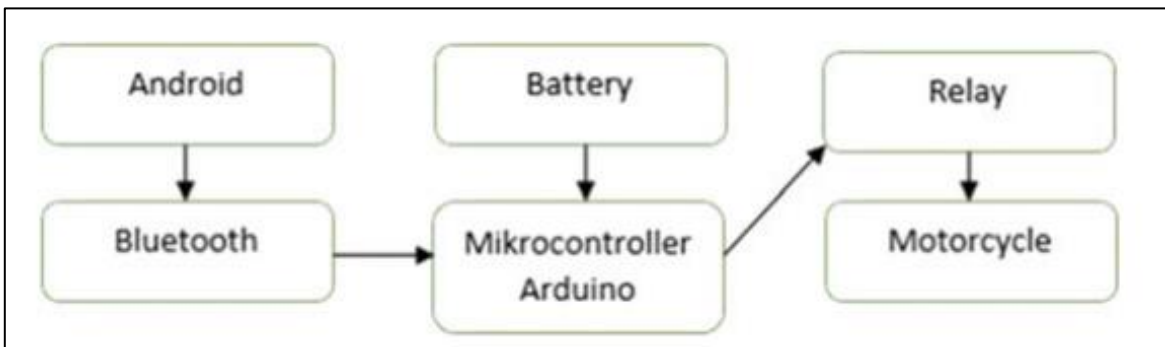 Android
Battery
Relay
Bluetooth
Mikrocontroller
Arduino
Motorcycle